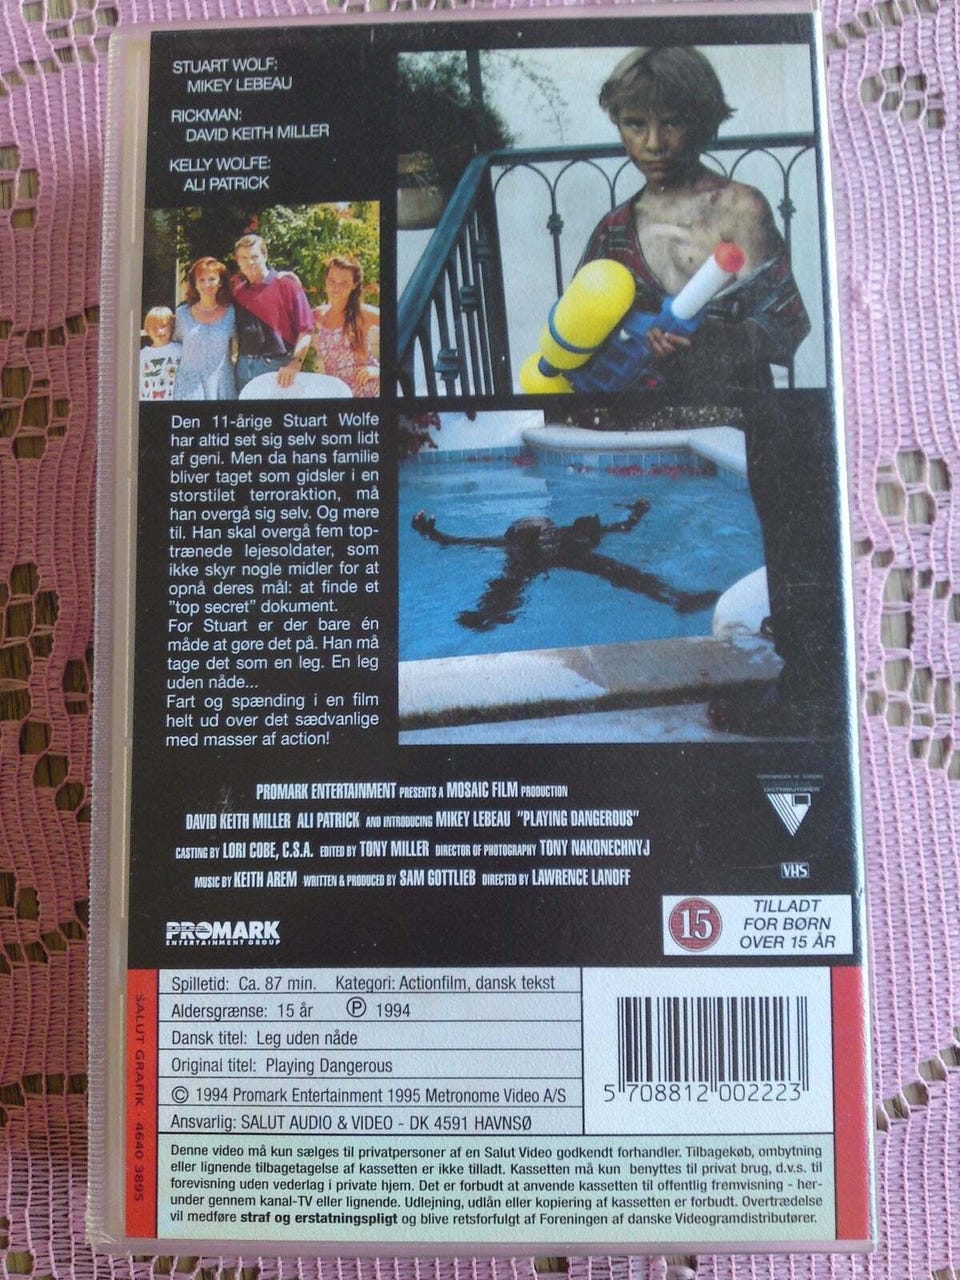 STUART WOLF:
MIKEY LEBEAU
RICKMAN:
DAVID KEITH MILLER
KELLY WOLFE:
ALI PATRICK
Den 11-årige Stuart Wolfe
har altid set sig selv som lidt
af geni. Men da hans familie
bliver taget som gidsler i en
storstilet terroraktion, må
han overgå sig selv. Og mere
til. Han skal overgå fem top-
trænede lejesoldater, som
ikke skyr nogle midler for at
opnå deres mål: at finde et
"top secret" dokument.
For Stuart er der bare én
måde at gøre det på. Han må
tage det som en leg. En leg
uden nåde...
Fart og spænding i en film
helt ud over det sædvanlige
med masser af action!
PROMARK ENTERTAINMENT PRESENTS A MOSAIC FILM PRODUCTION
DAVID KEITH MILLER ALI PATRICK AND INTRODUCING MIKEY LEBEAU "PLAYING DANGEROUS"
CASTING BY LORI COBE, C.S.A. EDITED BY TONY MILLER DIRECTOR OF PHOTOGRAPHY TONY NAKONECHNYJ
MUSIC BY KEITH AREM WRITTEN & PRODUCED BY SAM GOTTLIEB DIRECTED BY LAWRENCE LANOFF
DISTRIBUTØRER
VHS
PROMARK
ENTERTAINMENT GROUP
15
TILLADT
FOR BØRN
OVER 15 ÅR
SALUT GRAFIK 4640 3895
Spilletid: Ca. 87 min. Kategori: Actionfilm, dansk tekst
Aldersgrænse: 15 år Ⓟ 1994
Dansk titel: Leg uden nåde
Original titel: Playing Dangerous
© 1994 Promark Entertainment 1995 Metronome Video A/S
Ansvarlig: SALUT AUDIO & VIDEO - DK 4591 HAVNSØ
5 708812 002223
Denne video må kun sælges til privatpersoner af en Salut Video godkendt forhandler. Tilbagekøb, ombytning
eller lignende tilbagetagelse af kassetten er ikke tilladt. Kassetten må kun benyttes til privat brug, d.v.s. til
forevisning uden vederlag i private hjem. Det er forbudt at anvende kassetten til offentlig fremvisning - her-
under gennem kanal-TV eller lignende. Udlejning, udlån eller kopiering af kassetten er forbudt. Overtrædelse
vil medføre straf og erstatningspligt og blive retsforfulgt af Foreningen af danske Videogramdistributører.